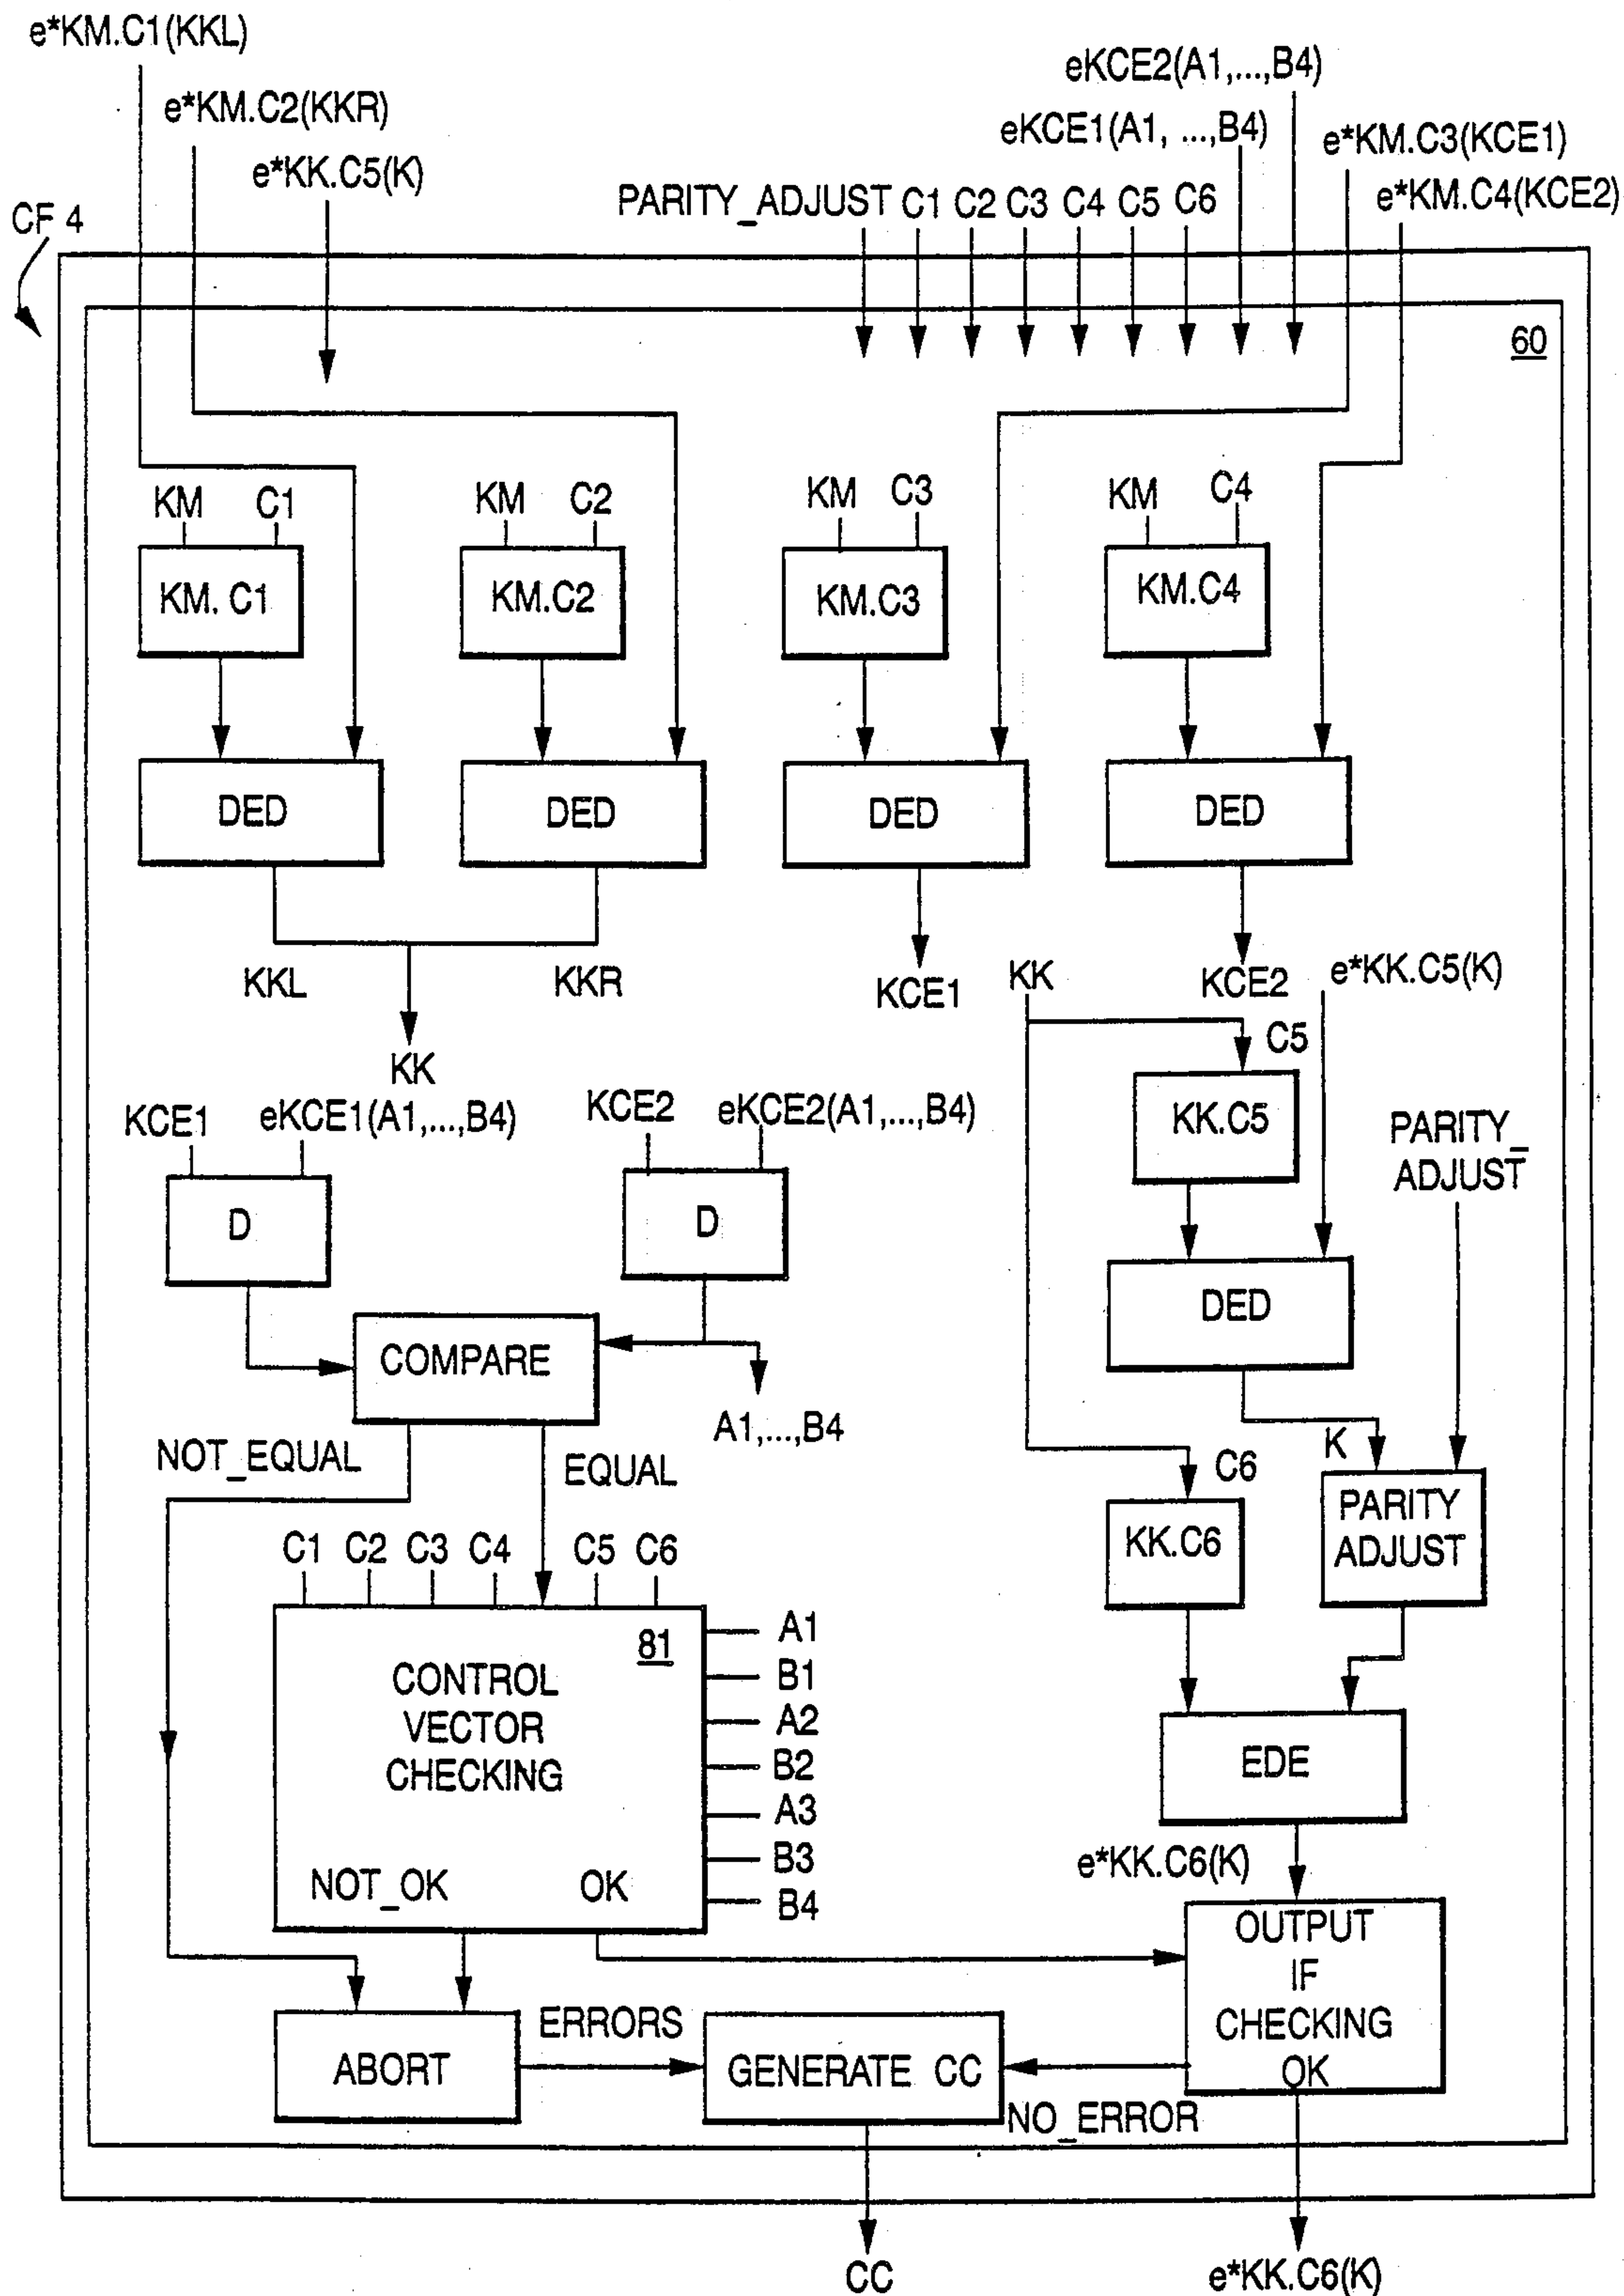 e*KM.C1(KKL)
e*KM.C2(KKR)
e*KK.C5(K)
eKCE2(A1,...,B4)
eKCE1(A1, ...,B4)
e*KM.C3(KCE1)
e*KM.C4(KCE2)
PARITY_ADJUST C1 C2 C3 C4 C5 C6
CF 4
60
KM C1
KM C2
KM C3
KM C4
KM. C1
KM.C2
KM.C3
KM.C4
DED
DED
DED
DED
KKL
KKR
KK
KCE1
KCE2
KK
e*KK.C5(K)
C5
KK.C5
PARITY_
ADJUST
KCE1
eKCE1(A1,...,B4)
KCE2
eKCE2(A1,...,B4)
D
D
DED
COMPARE
A1,...,B4
NOT_EQUAL
EQUAL
K
C6
KK.C6
PARITY
ADJUST
C1 C2 C3 C4 C5 C6
81
CONTROL
VECTOR
CHECKING
NOT_OK
OK
A1
B1
A2
B2
A3
B3
B4
EDE
e*KK.C6(K)
OUTPUT
IF
CHECKING
OK
ABORT
ERRORS
GENERATE CC
NO_ERROR
CC
e*KK.C6(K)